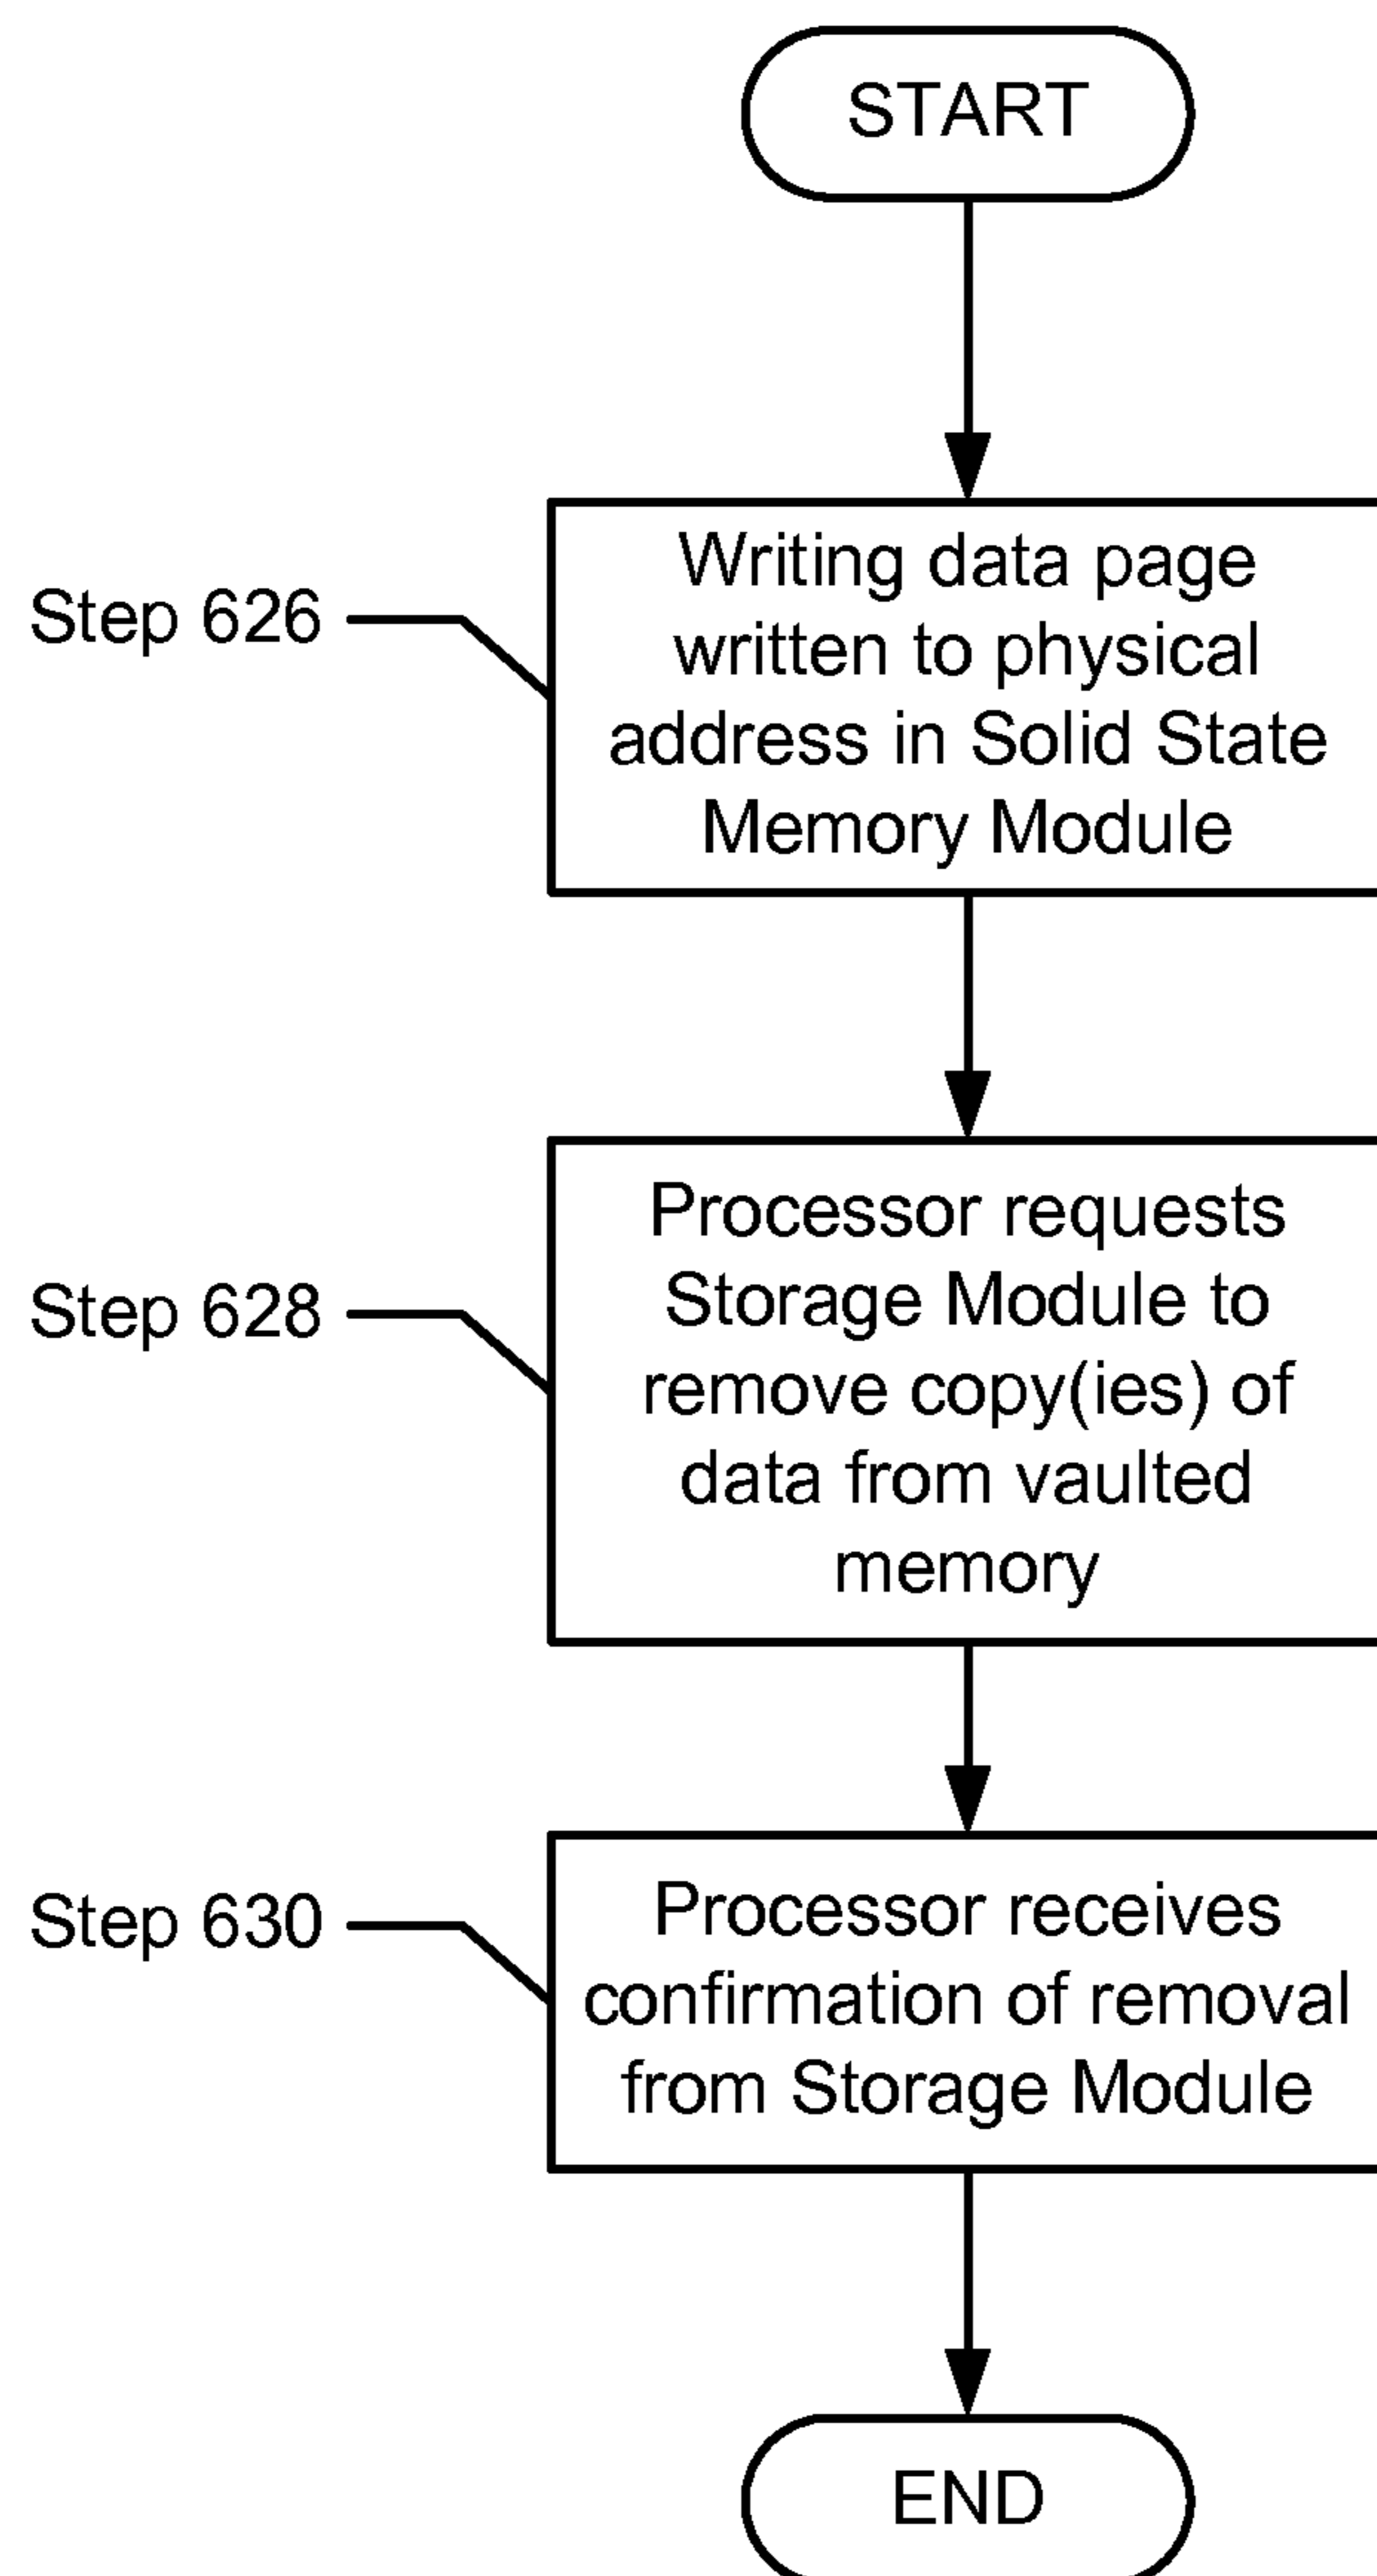 START
Writing data page
Step 626
written to physical
address in Solid State
Memory Module
Processor requests
Step 628
Storage Module to
remove copy(ies) of
data from vaulted
memory
Step 630
Processor receives
confirmation of removal
from Storage Module
END